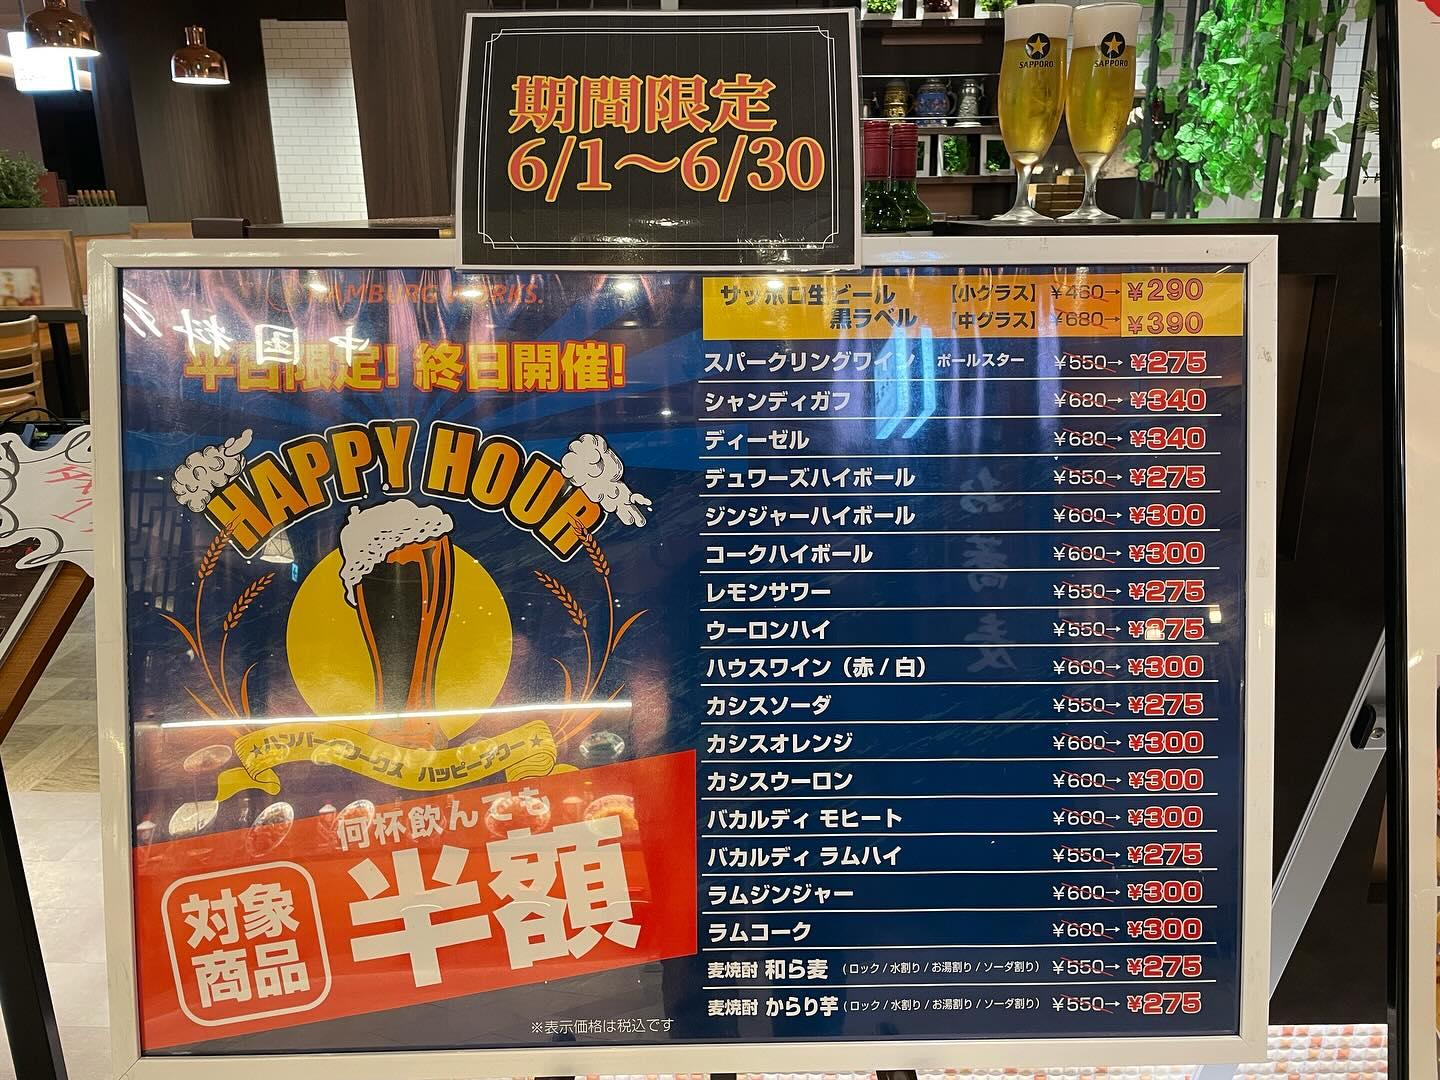 期間限定
6/1～6/30
SAPPORO
SAPPORO
HAMBURG WORKS.
中国料
平日限定! 終日開催!
HAPPY HOUR
★ハンバーグワークス ハッピーアワー★
何杯飲んでも
対象
商品
半額
※表示価格は税込です
サッポロ生ビール 【小グラス】 ¥460→ ¥290
黒ラベル 【中グラス】 ¥680→ ¥390
スパークリングワイン ポールスター ¥550→ ¥275
シャンディガフ ¥680→ ¥340
ディーゼル ¥680→ ¥340
デュワーズハイボール ¥550→ ¥275
ジンジャーハイボール ¥600→ ¥300
コークハイボール ¥600→ ¥300
レモンサワー ¥550→ ¥275
ウーロンハイ ¥550→ ¥275
ハウスワイン（赤 / 白） ¥600→ ¥300
カシスソーダ ¥550→ ¥275
カシスオレンジ ¥600→ ¥300
カシスウーロン ¥600→ ¥300
バカルディ モヒート ¥600→ ¥300
バカルディ ラムハイ ¥550→ ¥275
ラムジンジャー ¥600→ ¥300
ラムコーク ¥600→ ¥300
麦焼酎 和ら麦 （ロック / 水割り / お湯割り / ソーダ割り） ¥550→ ¥275
麦焼酎 からり芋 （ロック / 水割り / お湯割り / ソーダ割り） ¥550→ ¥275